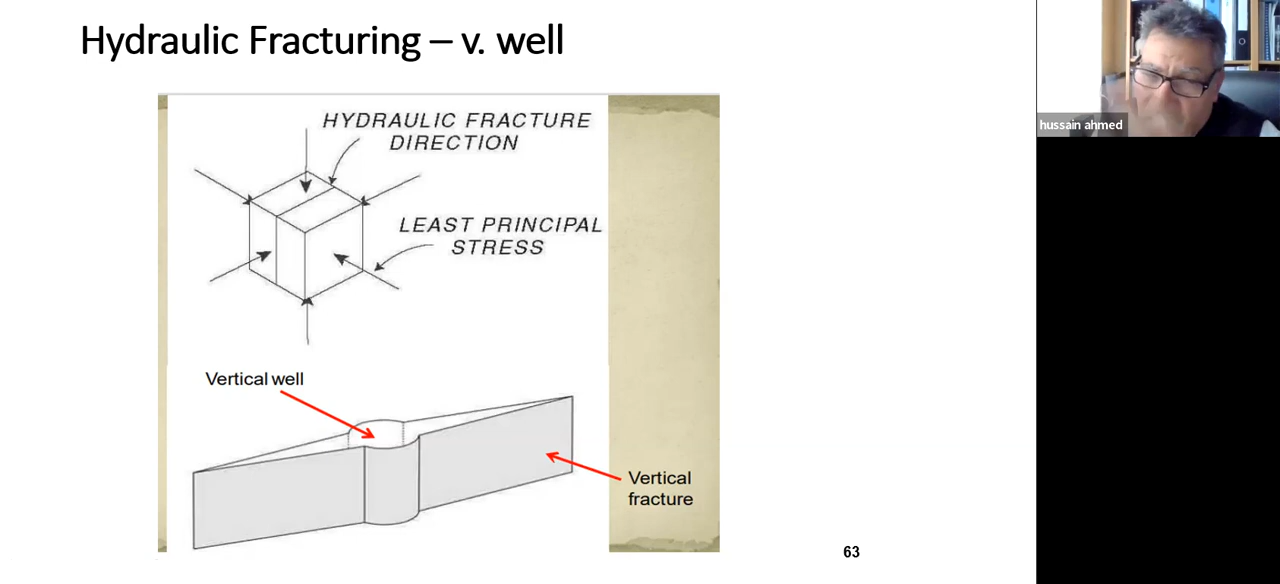 Hydraulic Fracturing – v. well
hussain ahmed
HYDRAULIC FRACTURE
DIRECTION
LEAST PRINCIPAL
STRESS
Vertical well
Vertical
fracture
63